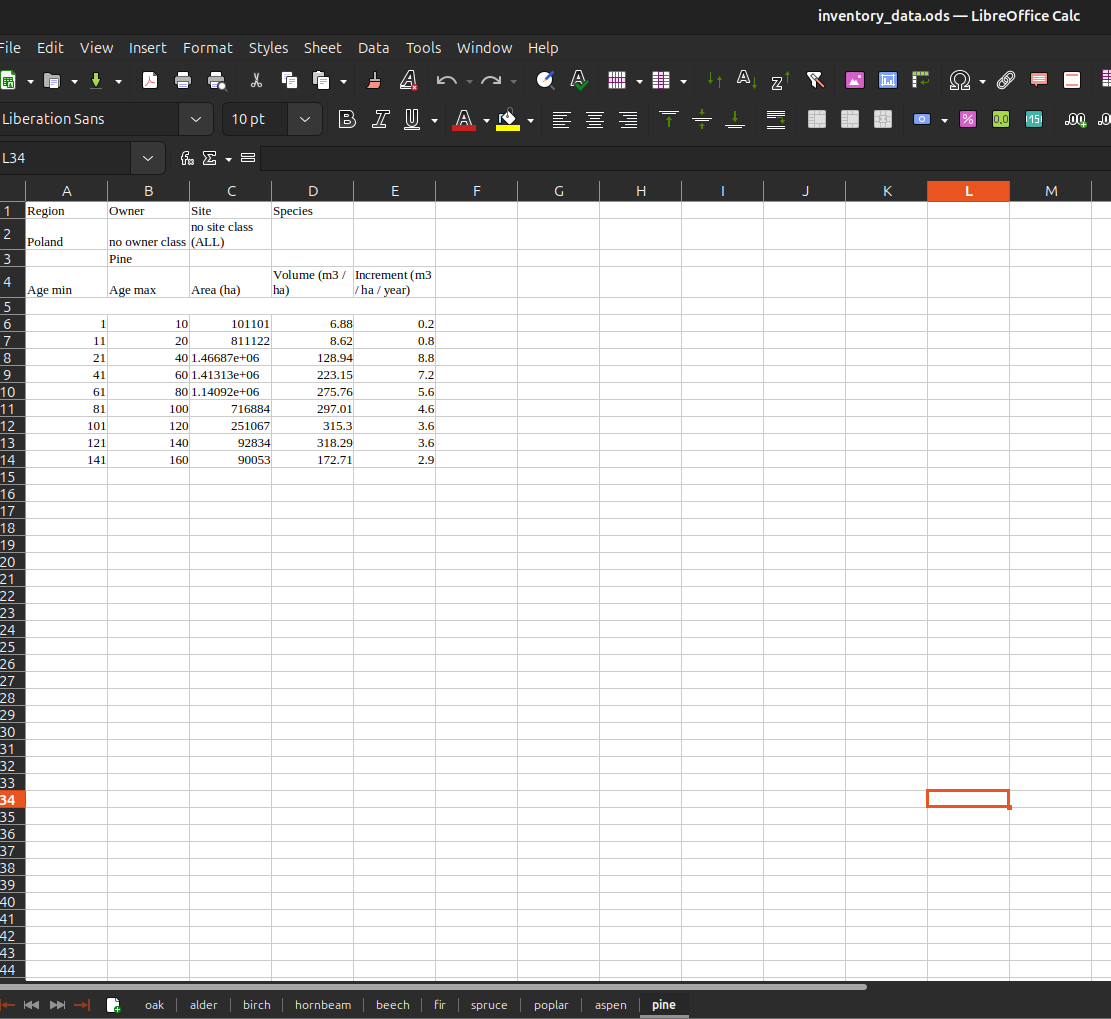 inventory_data.ods — LibreOffice Calc
File Edit View Insert Format Styles Sheet Data Tools Window Help
Liberation Sans 10 pt
L34
A B C D E F G H I J K L M
1 Region Owner Site Species
2 Poland no owner class no site class (ALL)
3 Pine
4 Age min Age max Area (ha) Volume (m3 / ha) Increment (m3 / ha / year)
5
6 1 10 101101 6.88 0.2
7 11 20 811122 8.62 0.8
8 21 40 1.46687e+06 128.94 8.8
9 41 60 1.41313e+06 223.15 7.2
10 61 80 1.14092e+06 275.76 5.6
11 81 100 716884 297.01 4.6
12 101 120 251067 315.3 3.6
13 121 140 92834 318.29 3.6
14 141 160 90053 172.71 2.9
15
16
17
18
19
20
21
22
23
24
25
26
27
28
29
30
31
32
33
34
35
36
37
38
39
40
41
42
43
44
oak alder birch hornbeam beech fir spruce poplar aspen pine